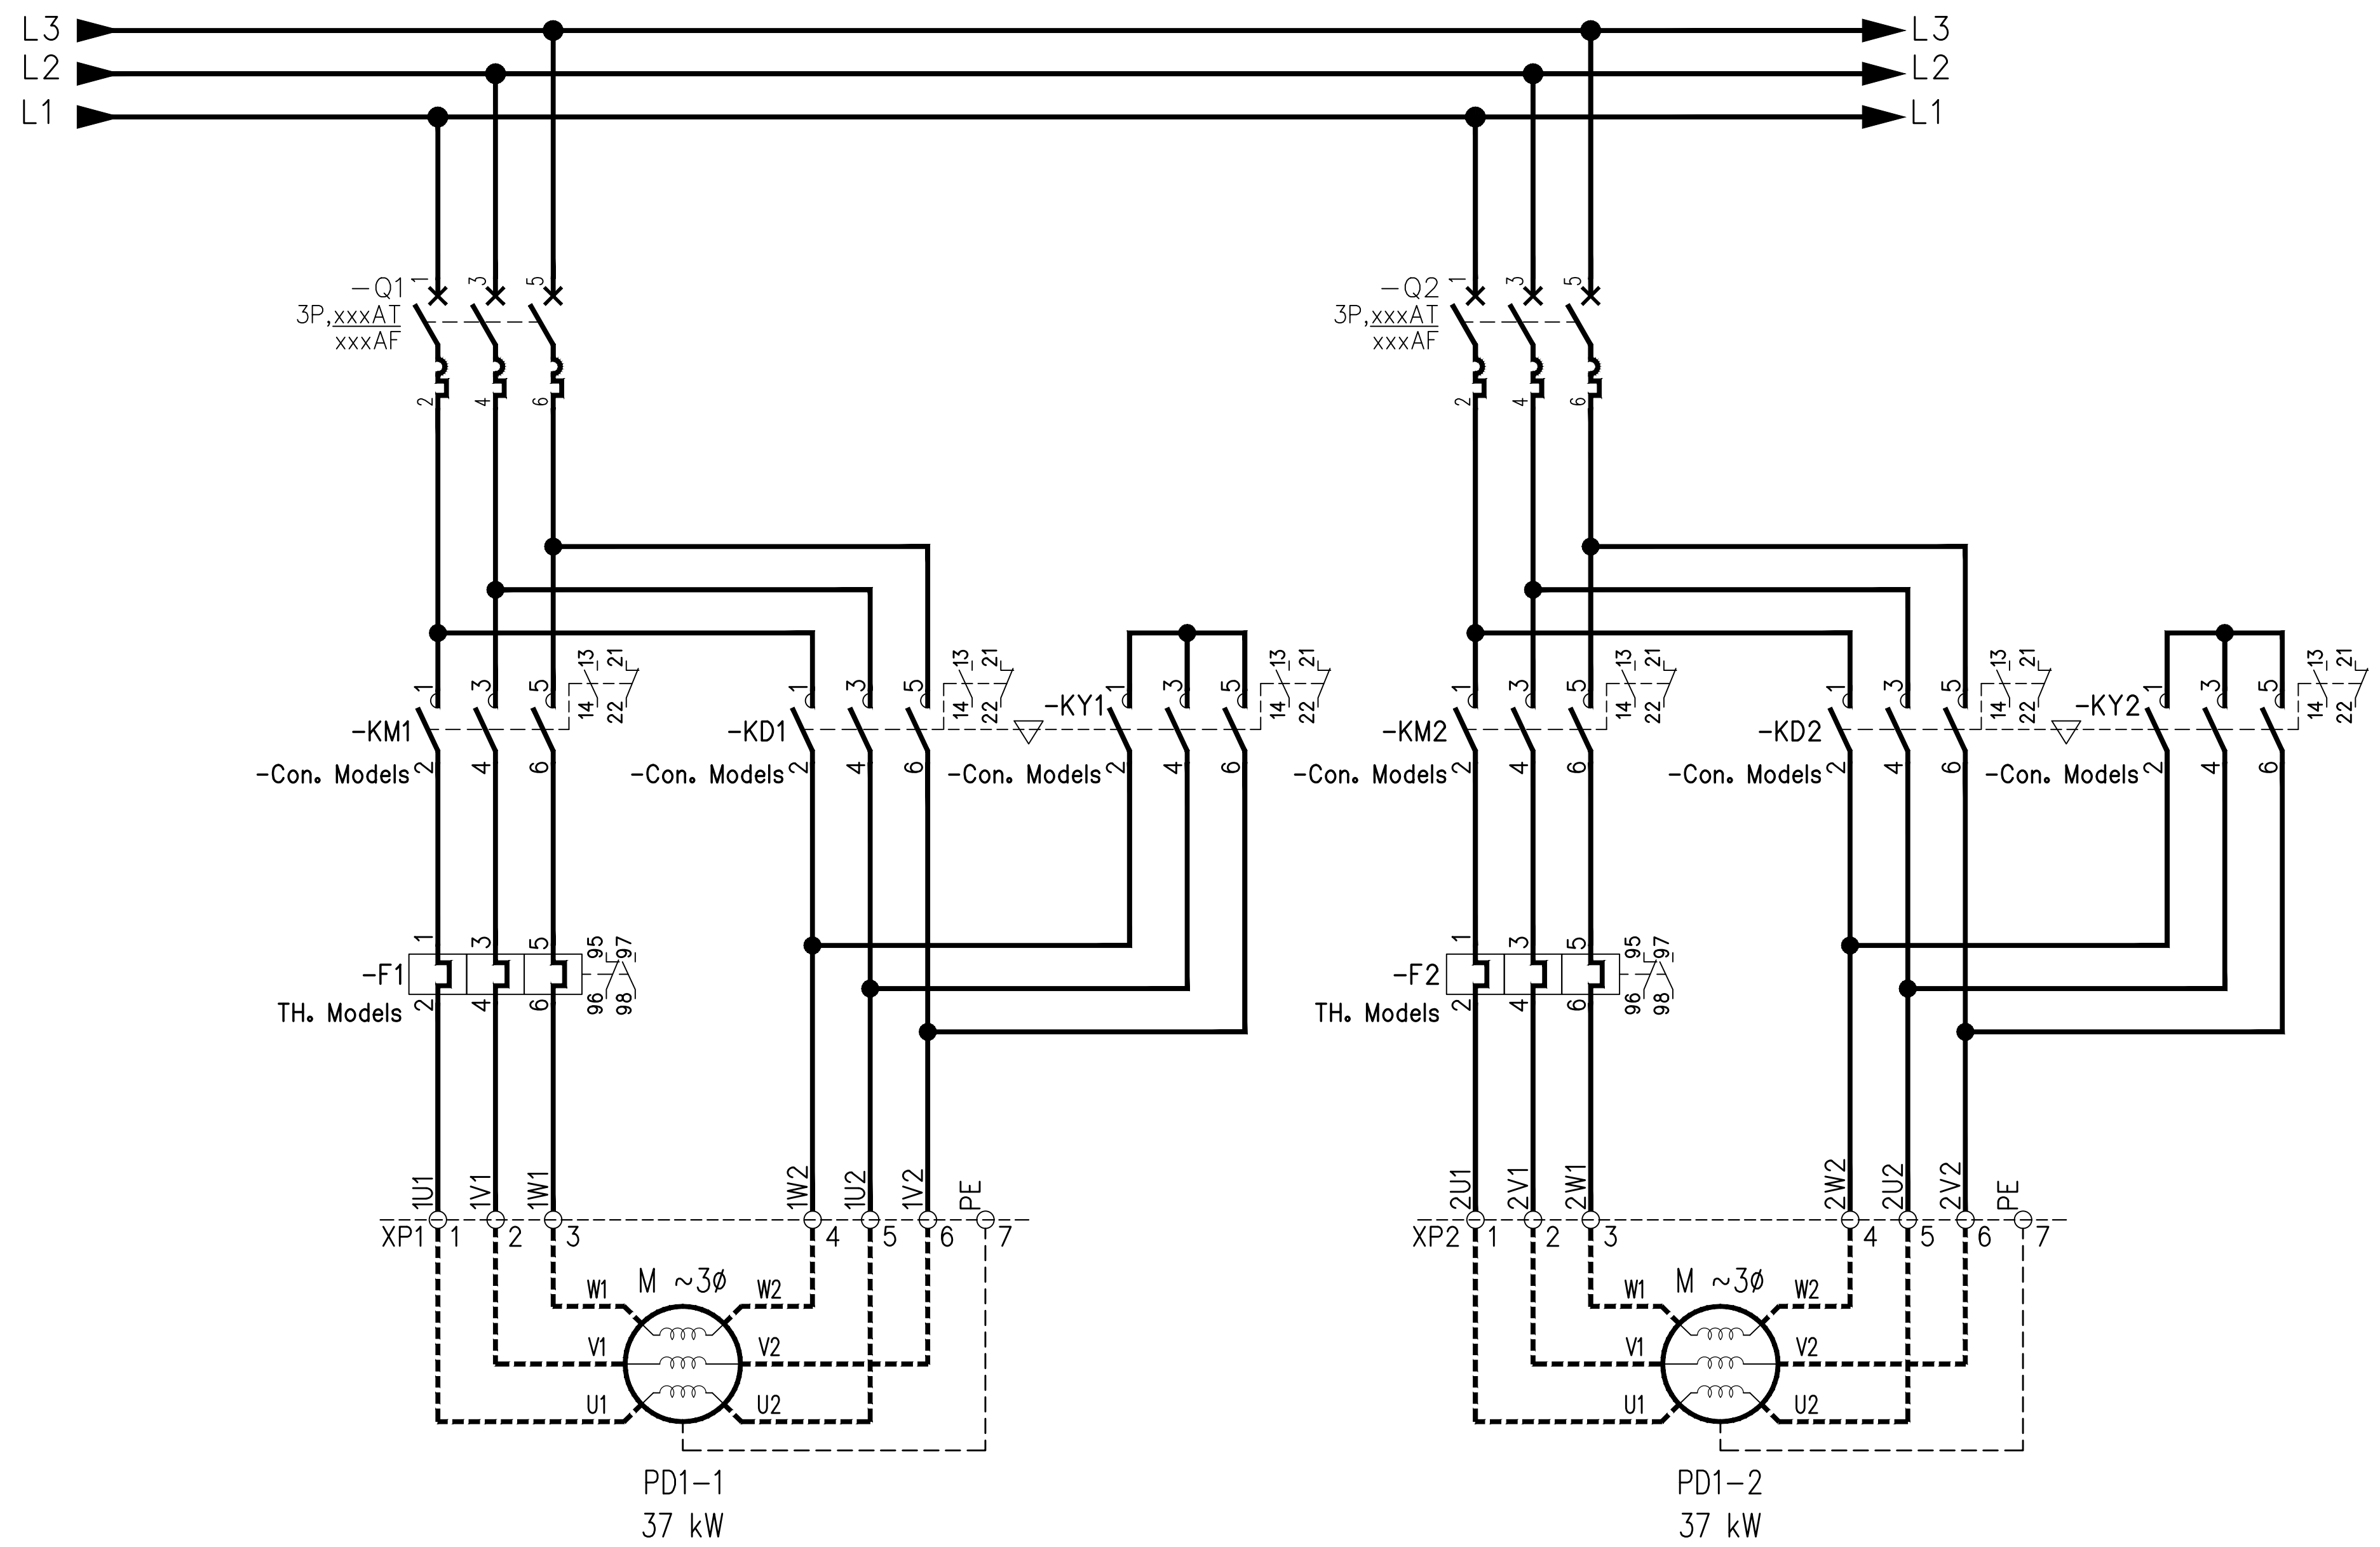 L3 L3
L2 L2
L1 L1
-Q1 1 3 5 -Q2 1 3 5
3P,xxxAT 3P,xxxAT
xxxAF xxxAF
2 4 6 2 4 6
13 21 13 21 13 21 13 21 13 21 13 21
1 3 5 1 3 5 1 3 5 1 3 5 1 3 5 1 3 5
14 22 14 22 14 22 14 22 14 22 14 22
-KM1 -KD1 -KY1 -KM2 -KD2 -KY2
-Con. Models -Con. Models -Con. Models -Con. Models -Con. Models -Con. Models
2 4 6 2 4 6 2 4 6 2 4 6 2 4 6 2 4 6
1 3 5 95 97 1 3 5 95 97
-F1 -F2
2 4 6 96 98 2 4 6 96 98
TH. Models TH. Models
1U1 1V1 1W1 1W2 1U2 1V2 PE 2U1 2V1 2W1 2W2 2U2 2V2 PE
XP1 1 2 3 4 5 6 7 XP2 1 2 3 4 5 6 7
M ~3ø M ~3ø
W1 W2 W1 W2
V1 V2 V1 V2
U1 U2 U1 U2
PD1-1 PD1-2
37 kW 37 kW